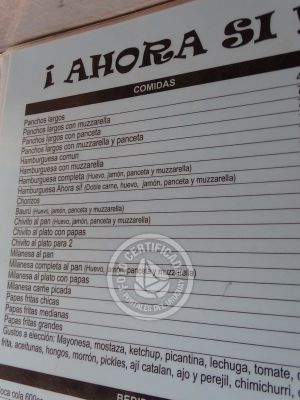 ¡ AHORA SI
COMIDAS
Panchos largos
Panchos largos con muzzarella
Panchos largos con panceta
Panchos largos con muzzarella y panceta
Hamburguesa comun
Hamburguesa con muzzarella
Hamburguesa completa (Huevo, jamón, panceta y muzzarella)
Hamburguesa Ahora si! (Doble carne, huevo, jamón, panceta y muzzarella)
Chorizos
Baurú (Huevo, jamón, panceta y muzzarella)
Chivito al pan (Huevo, jamón, panceta y muzzarella)
Chivito al plato con papas
Chivito al plato para 2
Milanesa al pan
Milanesa completa al pan (Huevo, jamón, panceta y muzzarella)
Milanesa al plato con papas
Milanesa carne picada
Papas fritas chicas
Papas fritas medianas
Papas fritas grandes
Gustos a elección: Mayonesa, mostaza, ketchup, picantina, lechuga, tomate,
frita, aceitunas, hongos, morrón, pickles, ají catalan, ajo y perejil, chimichurri,
FOTO CERTIFICADA